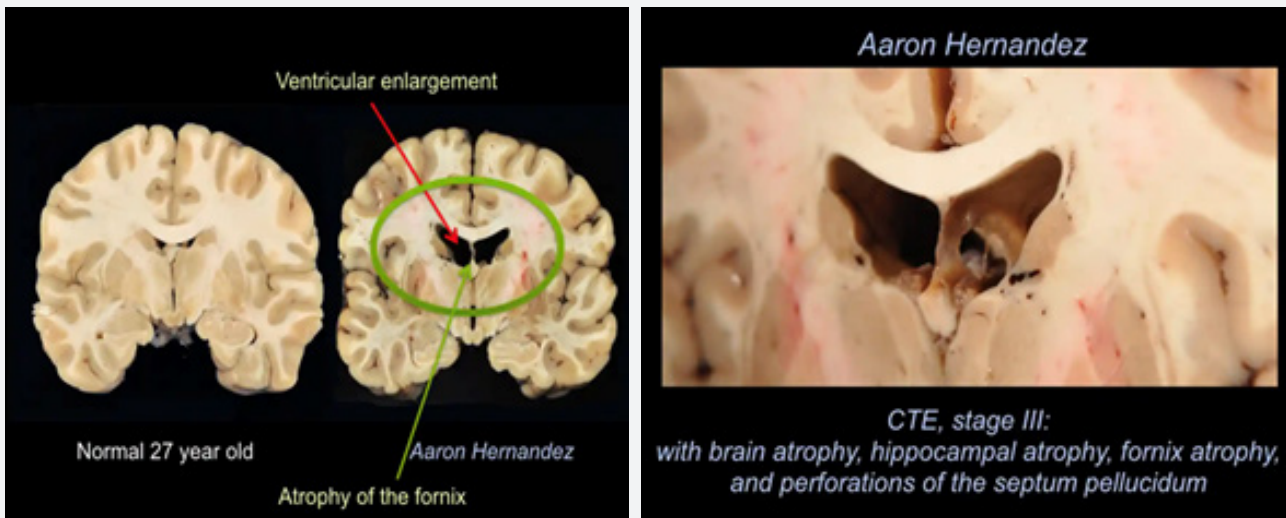 Ventricular enlargement
Normal 27 year old
Aaron Hernandez
Atrophy of the fornix
Aaron Hernandez
CTE, stage III:
with brain atrophy, hippocampal atrophy, fornix atrophy,
and perforations of the septum pellucidum